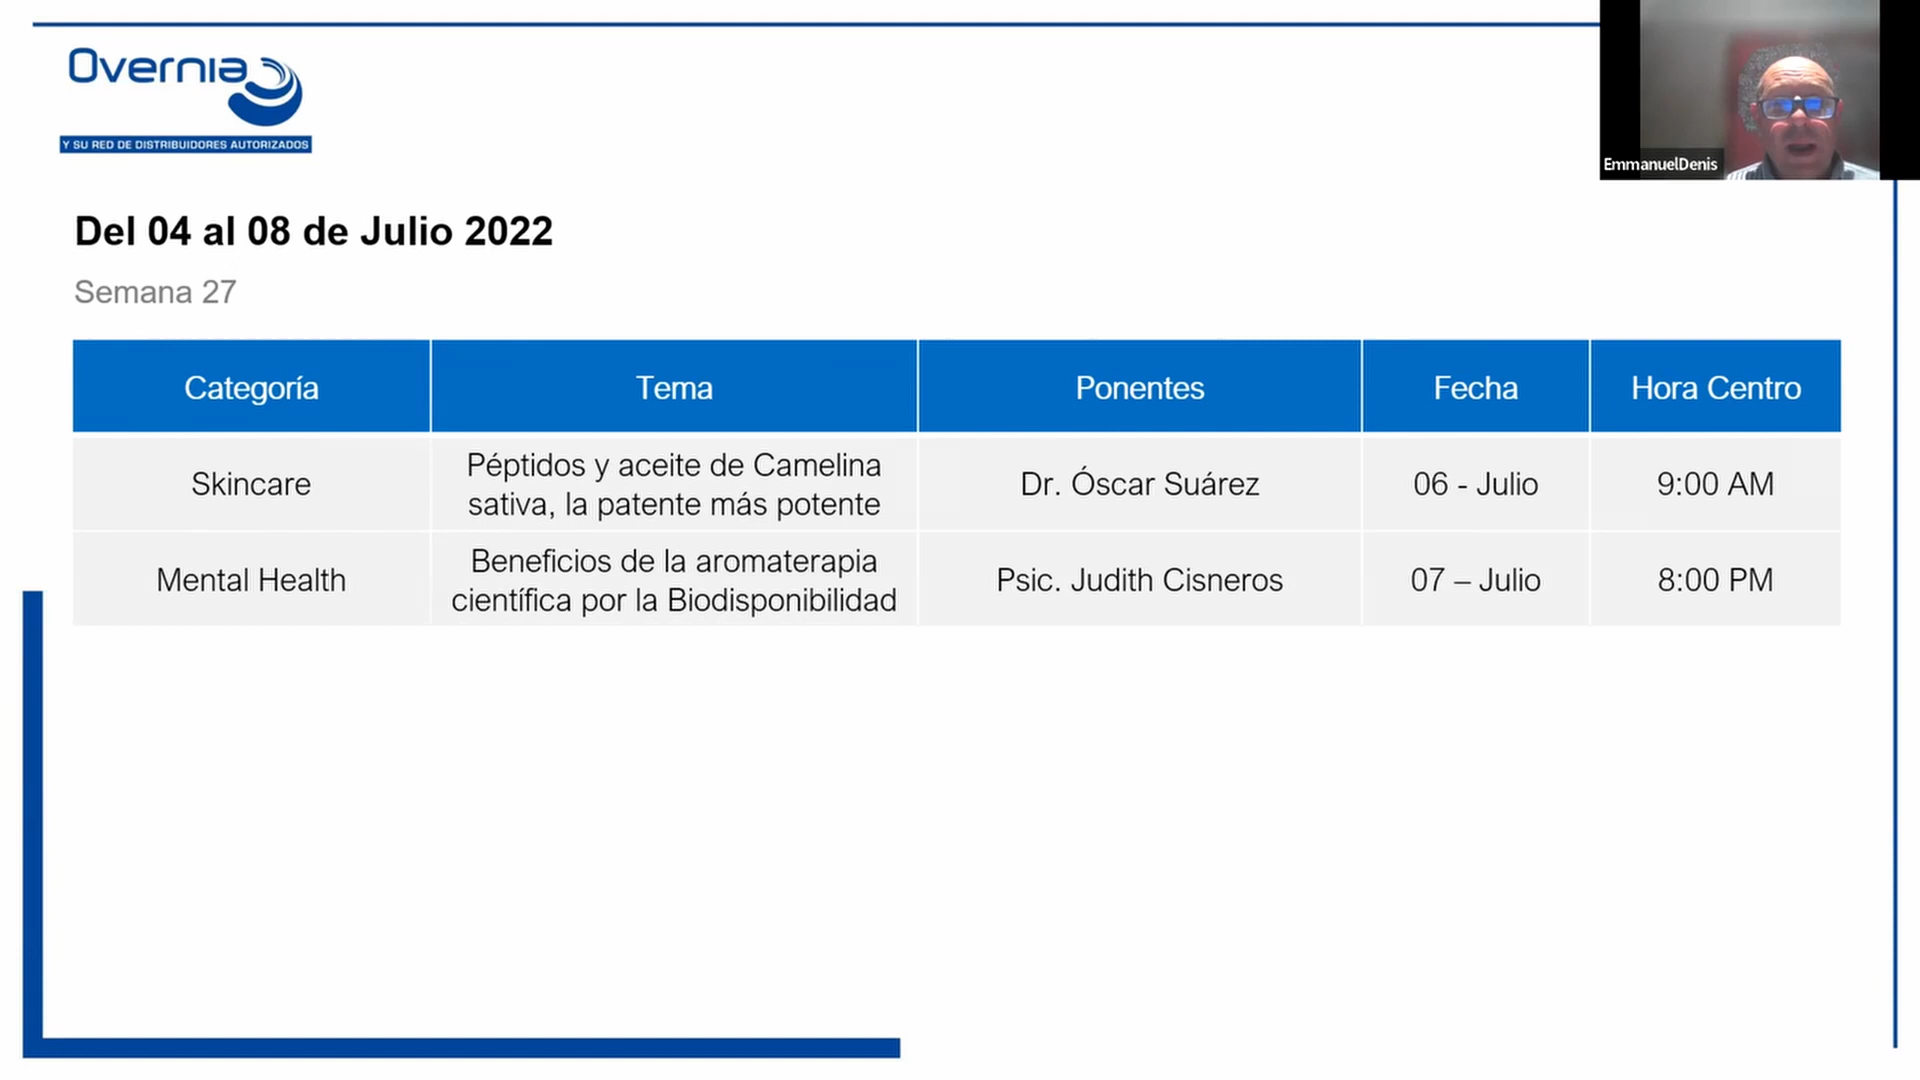 Overnia
Y SU RED DE DISTRIBUIDORES AUTORIZADOS
EmmanuelDenis
Del 04 al 08 de Julio 2022
Semana 27
Categoría Tema Ponentes Fecha Hora Centro
Skincare
Péptidos y aceite de Camelina
sativa, la patente más potente
Dr. Óscar Suárez
06 - Julio
9:00 AM
Mental Health
Beneficios de la aromaterapia
científica por la Biodisponibilidad
Psic. Judith Cisneros
07 – Julio
8:00 PM